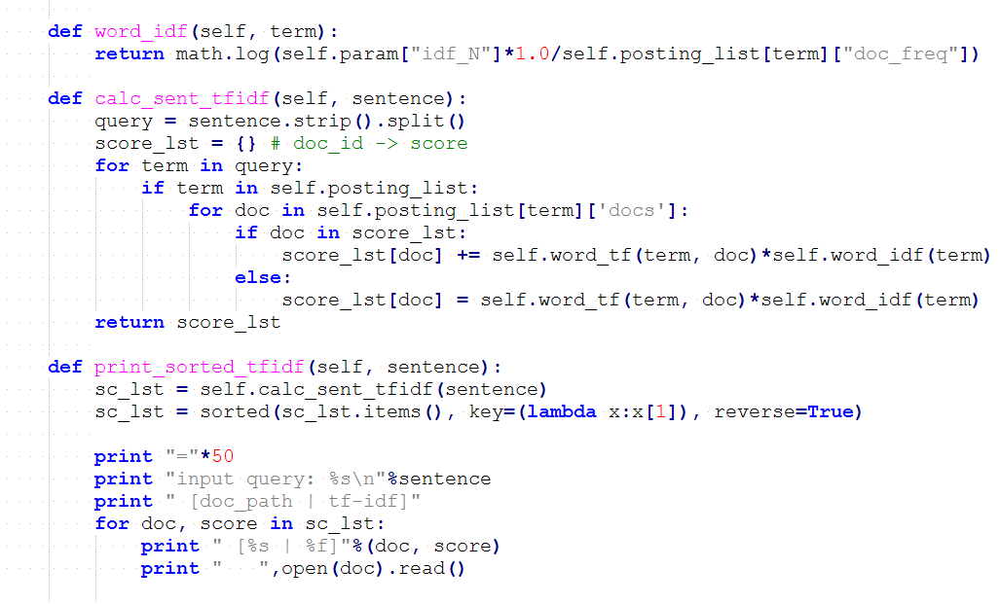 def word_idf(self, term):
    return math.log(self.param["idf_N"]*1.0/self.posting_list[term]["doc_freq"])
def calc_sent_tfidf(self, sentence):
    query = sentence.strip().split()
    score_lst = {} # doc_id -> score
    for term in query:
        if term in self.posting_list:
            for doc in self.posting_list[term]['docs']:
                if doc in score_lst:
                    score_lst[doc] += self.word_tf(term, doc)*self.word_idf(term)
                else:
                    score_lst[doc] = self.word_tf(term, doc)*self.word_idf(term)
    return score_lst
def print_sorted_tfidf(self, sentence):
    sc_lst = self.calc_sent_tfidf(sentence)
    sc_lst = sorted(sc_lst.items(), key=(lambda x:x[1]), reverse=True)
    print "="*50
    print "input query: %s\n"%sentence
    print " [doc_path | tf-idf]"
    for doc, score in sc_lst:
        print " [%s | %f]"%(doc, score)
        print "   ",open(doc).read()